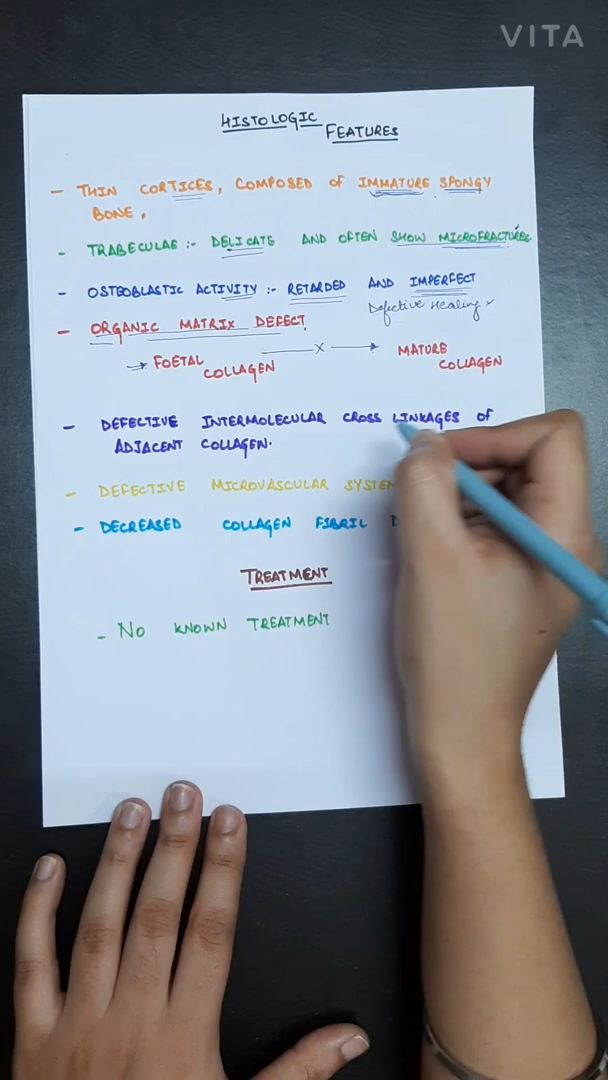 VITA
HISTOLOGIC
FEATURES
- THIN CORTICES, COMPOSED OF IMMATURE SPONGY
BONE,
- TRABECULAE :- DELICATE AND OFTEN SHOW MICROFRACTURES
- OSTEOBLASTIC ACTIVITY :- RETARDED AND IMPERFECT
Defective Healing
- ORGANIC MATRIX DEFECT
→ FOETAL COLLAGEN —x→ MATURE COLLAGEN
- DEFECTIVE INTERMOLECULAR CROSS LINKAGES OF
ADJACENT COLLAGEN.
- DEFECTIVE MICROVASCULAR SYSTEM
- DECREASED COLLAGEN FIBRIL
TREATMENT
- NO KNOWN TREATMENT